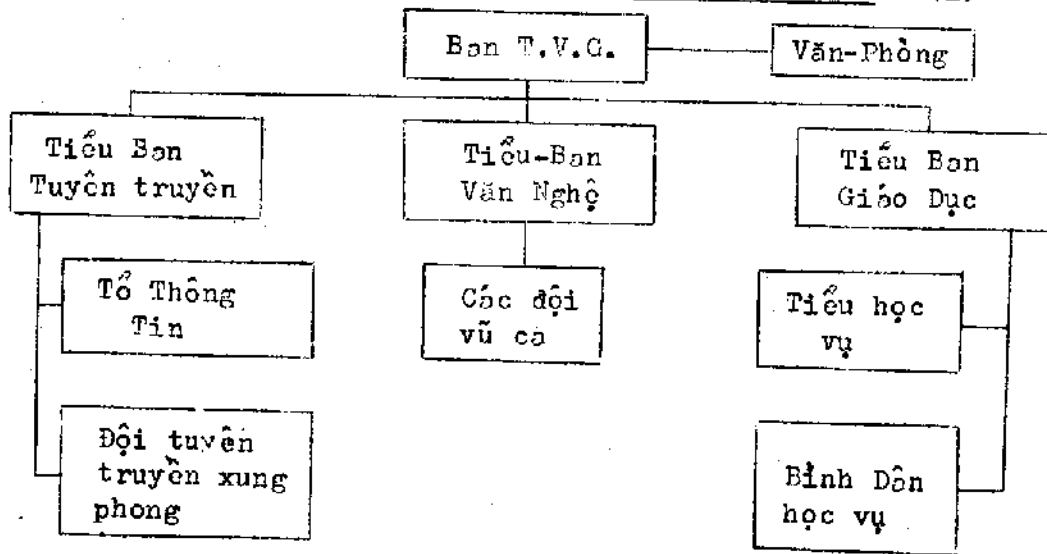 Ban T.V.G.
Văn-Phòng
Tiểu Ban
Tuyên truyền
Tiểu-Ban
Văn Nghệ
Tiểu Ban
Giáo Dục
Tổ Thông
Tin
Các đội
vũ ca
Tiểu học
vụ
Đội tuyên
truyền xung
phong
Bình Dân
học vụ